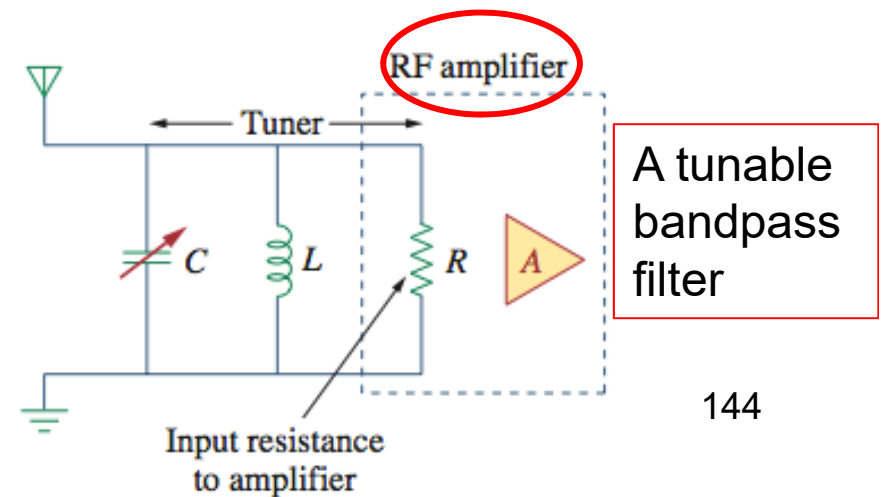 RF amplifier
Tuner
C
L
R
A
A tunable
bandpass
filter
Input resistance
to amplifier
144